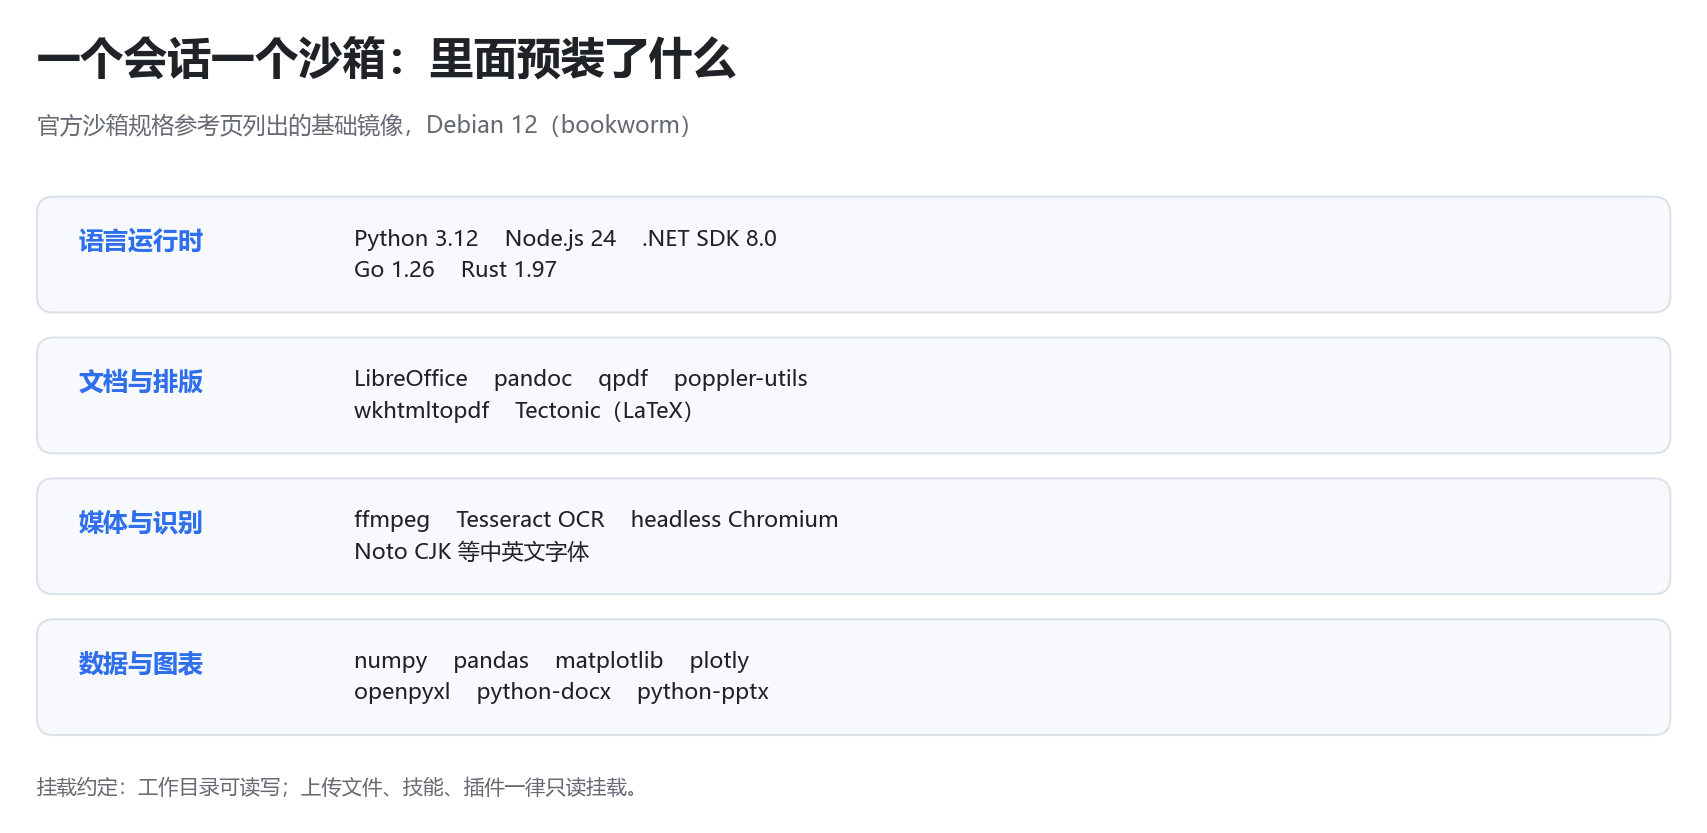 一个会话一个沙箱：里面预装了什么
官方沙箱规格参考页列出的基础镜像，Debian 12（bookworm）
语言运行时
Python 3.12 Node.js 24 .NET SDK 8.0
Go 1.26 Rust 1.97
文档与排版
LibreOffice pandoc qpdf poppler-utils
wkhtmltopdf Tectonic（LaTeX）
媒体与识别
ffmpeg Tesseract OCR headless Chromium
Noto CJK 等中英文字体
数据与图表
numpy pandas matplotlib plotly
openpyxl python-docx python-pptx
挂载约定：工作目录可读写；上传文件、技能、插件一律只读挂载。